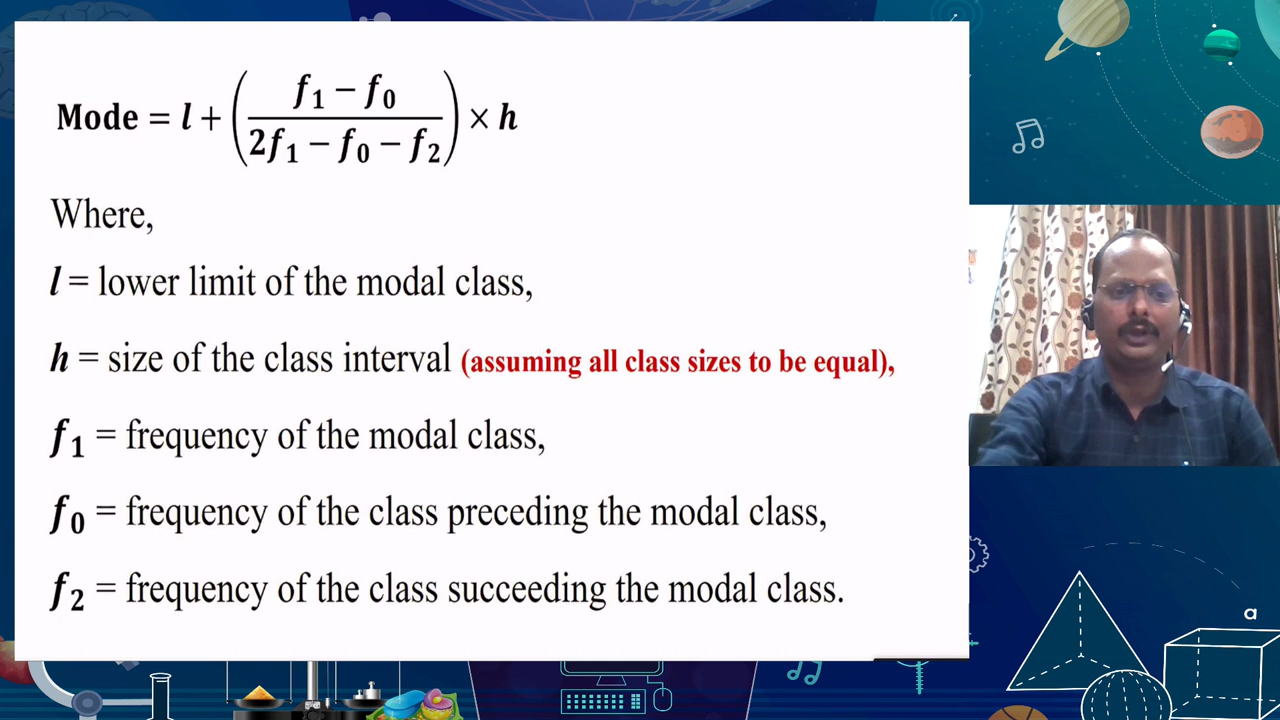 Mode = l + ( (f₁ − f₀) / (2f₁ − f₀ − f₂) ) × h
Where,
l = lower limit of the modal class,
h = size of the class interval (assuming all class sizes to be equal),
f₁ = frequency of the modal class,
f₀ = frequency of the class preceding the modal class,
f₂ = frequency of the class succeeding the modal class.
a